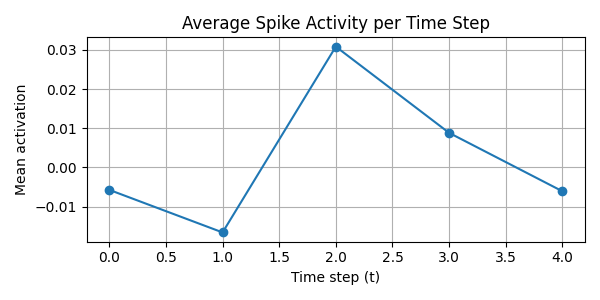 Average Spike Activity per Time Step
0.03
0.02
0.01
0.00
−0.01
Mean activation
0.0 0.5 1.0 1.5 2.0 2.5 3.0 3.5 4.0
Time step (t)